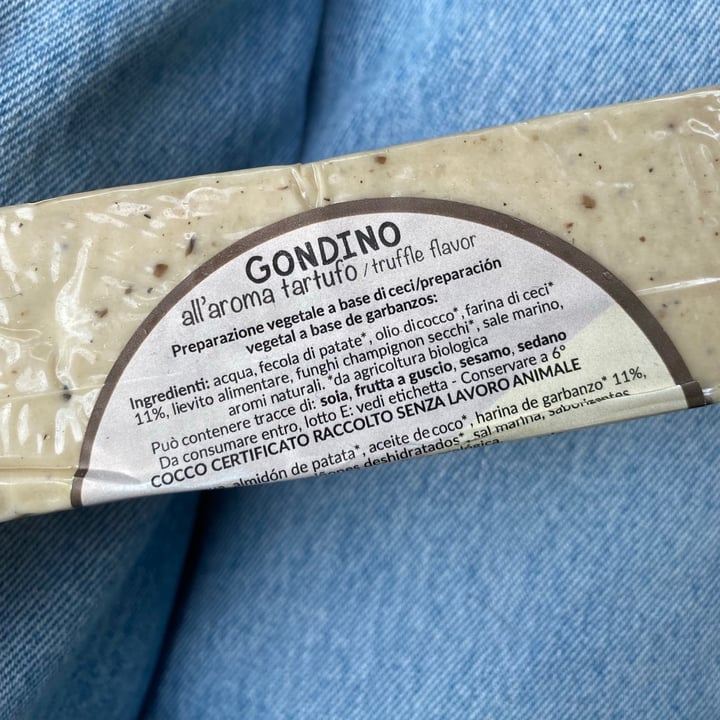 GONDINO
all'aroma tartufo / truffle flavor
Preparazione vegetale a base di ceci/preparación
vegetal a base de garbanzos:
Ingredienti: acqua, fecola di patate*, olio di cocco*, farina di ceci*
11%, lievito alimentare, funghi champignon secchi*, sale marino,
aromi naturali. *da agricoltura biologica
Può contenere tracce di: soia, frutta a guscio, sesamo, sedano
Da consumare entro, lotto E: vedi etichetta - Conservare a 6°
COCCO CERTIFICATO RACCOLTO SENZA LAVORO ANIMALE
almidón de patata*, aceite de coco*, harina de garbanzo* 11%,
deshidratados*, sal marina, saborizantes